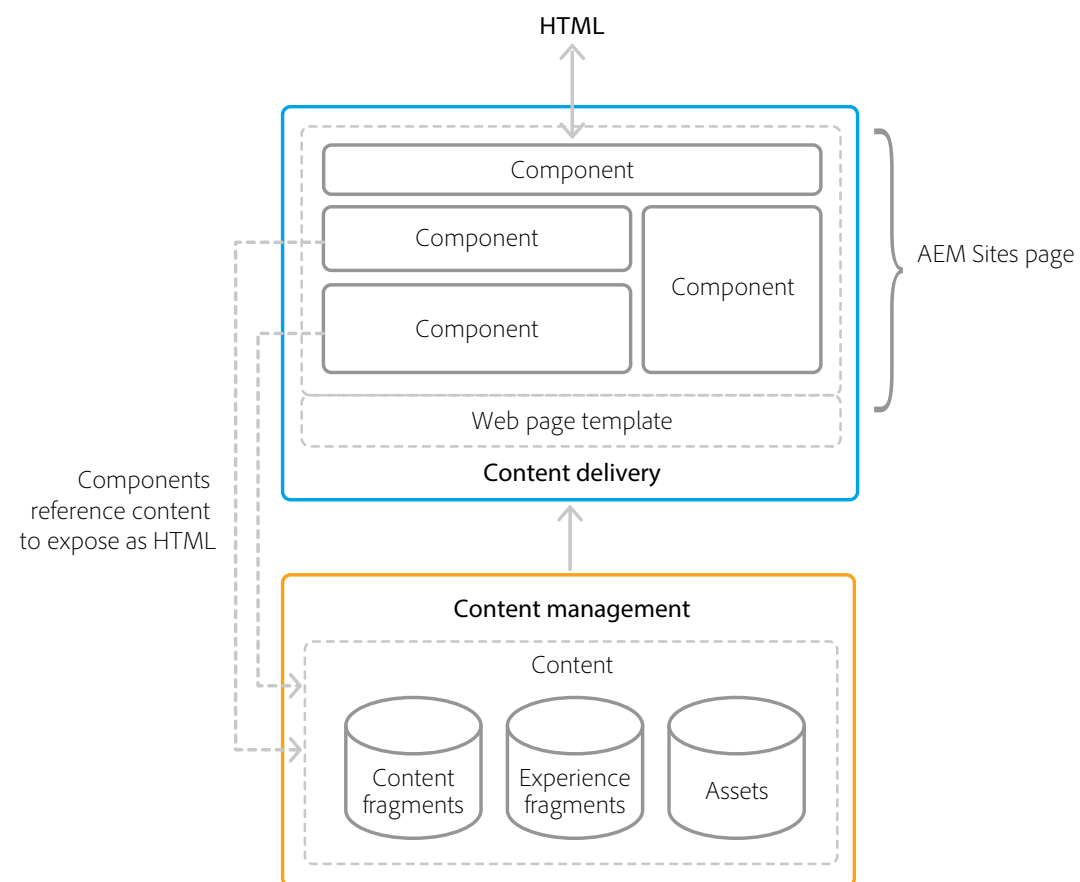 HTML
Component
Component
Component
Component
AEM Sites page
Web page template
Content delivery
Components
reference content
to expose as HTML
Content management
Content
Content
fragments
Experience
fragments
Assets